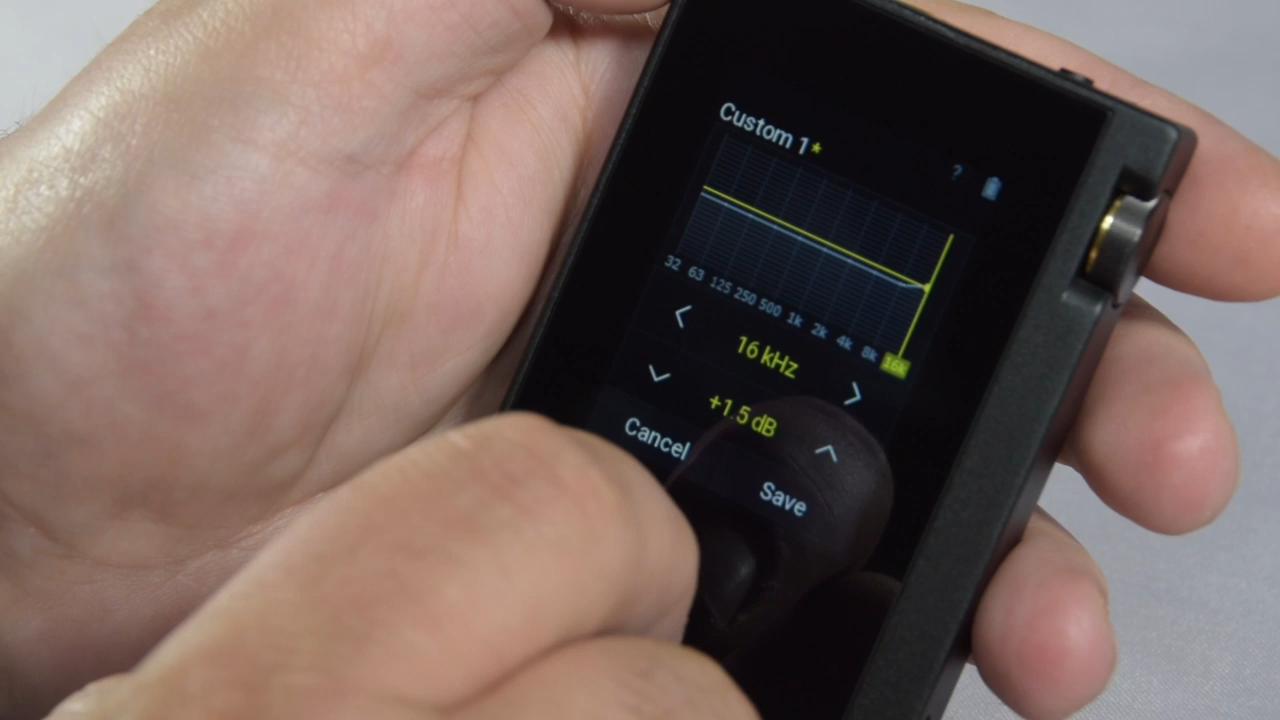 Custom 1*
?
32 63 125 250 500 1k 2k 4k 8k 16k
16 kHz
+1.5 dB
Cancel Save